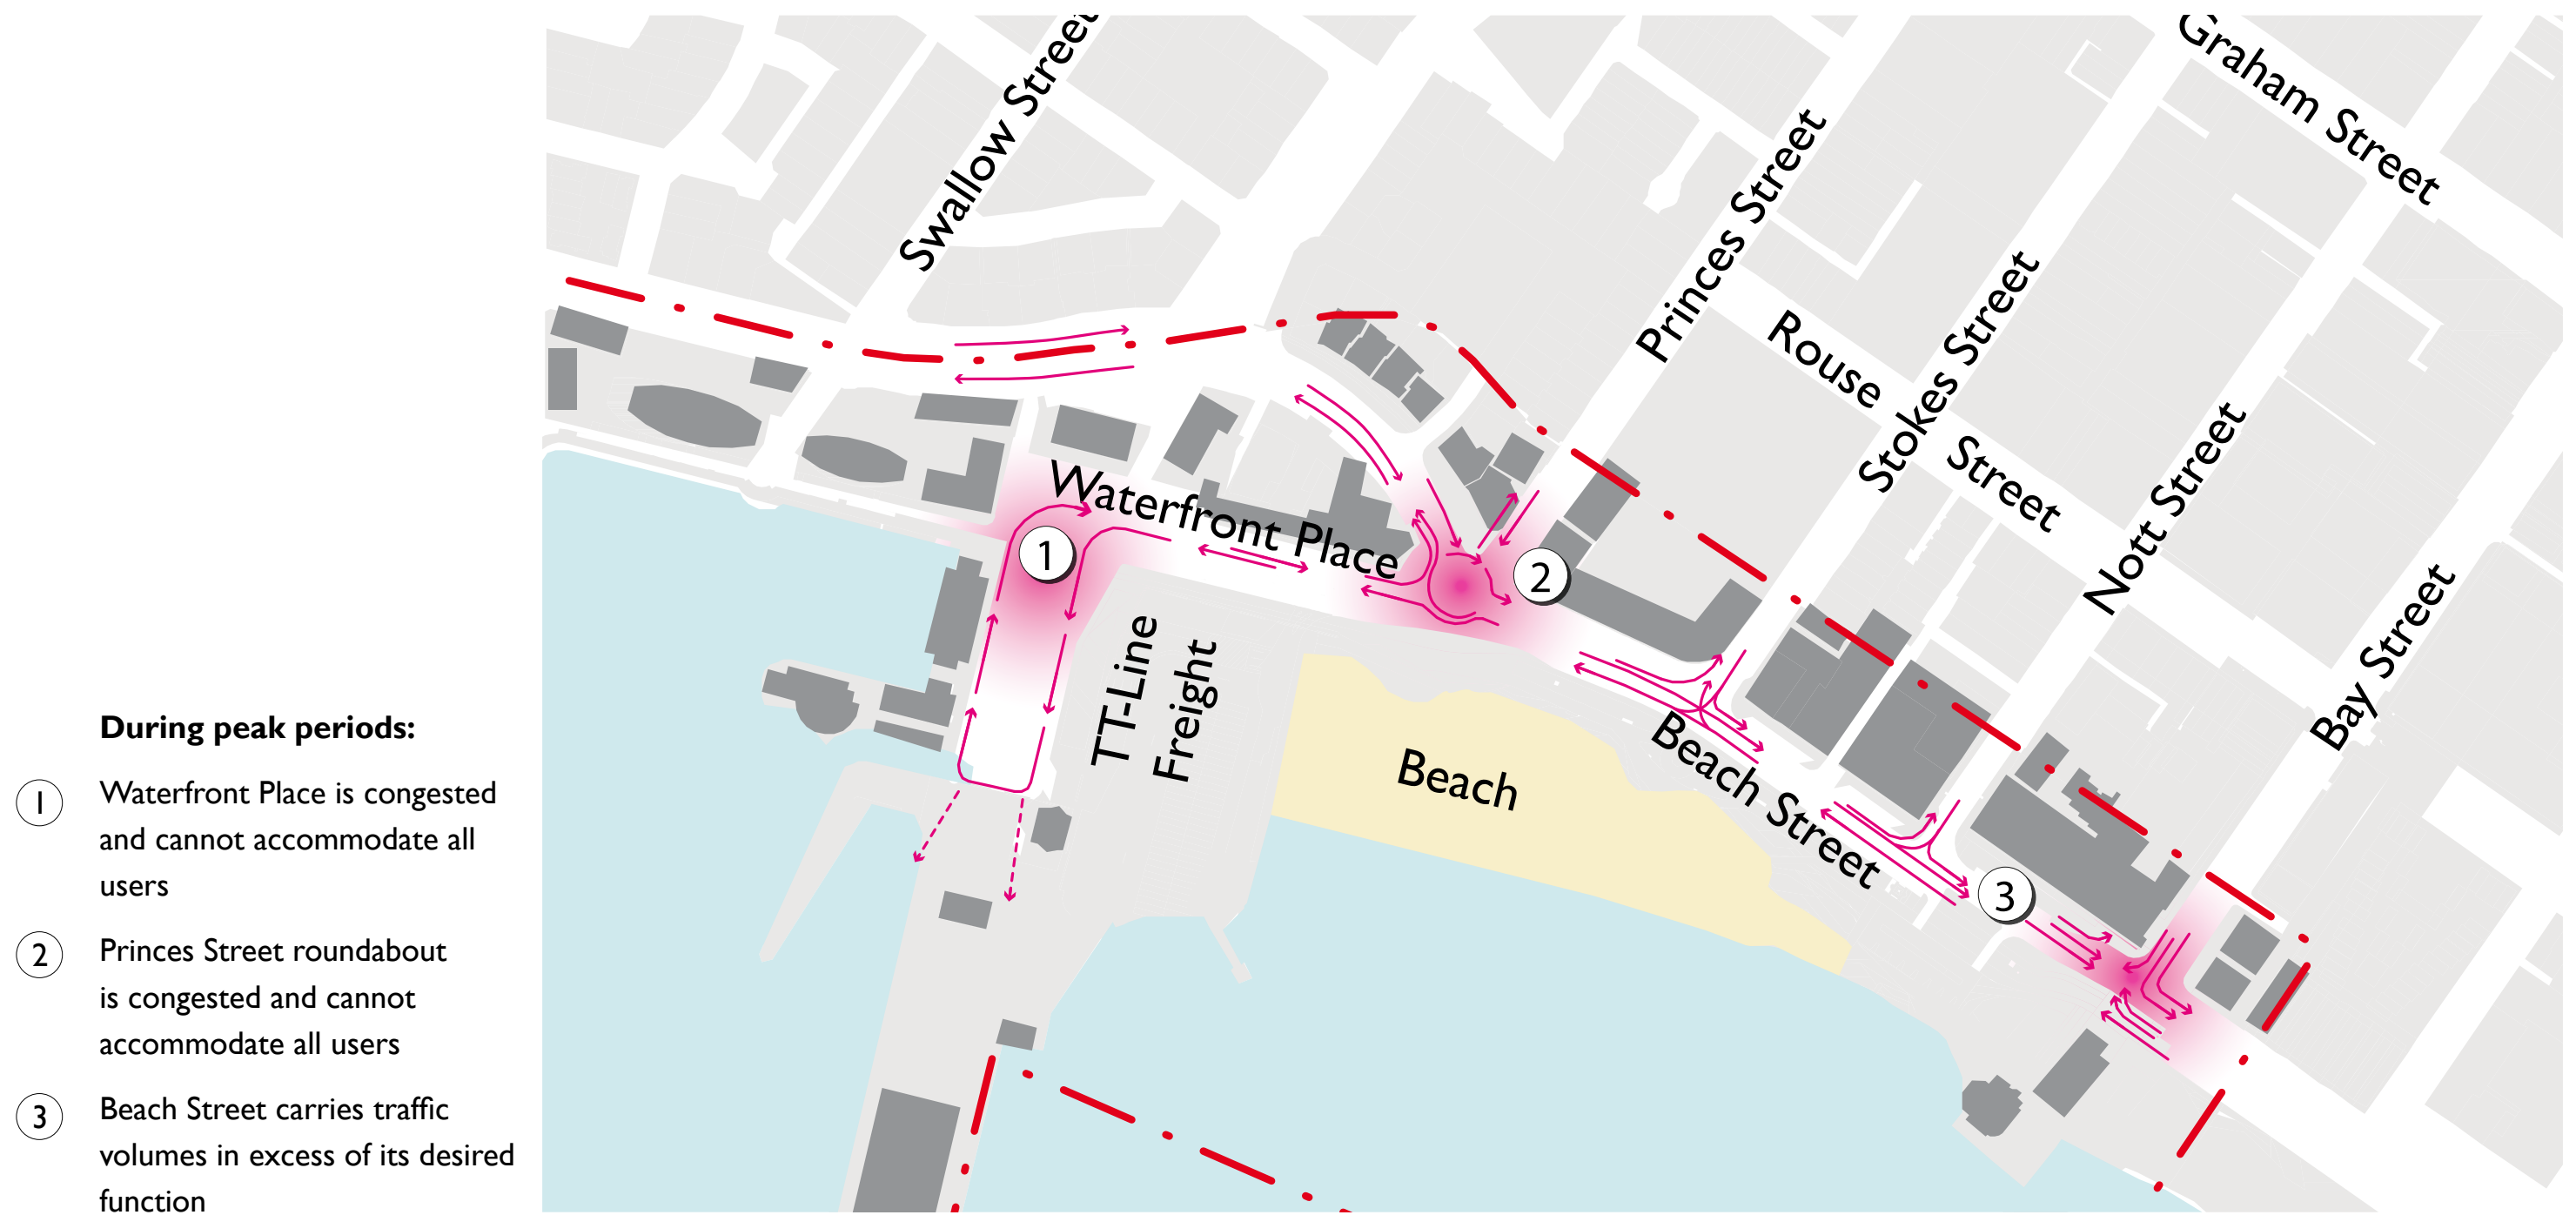 During peak periods:
1 Waterfront Place is congested
and cannot accommodate all
users
2 Princes Street roundabout
is congested and cannot
accommodate all users
3 Beach Street carries traffic
volumes in excess of its desired
function
Swallow Street
Graham Street
Princes Street
Rouse Street
Stokes Street
Nott Street
Bay Street
Waterfront Place
1
2
TT-Line
Freight
Beach
Beach Street
3